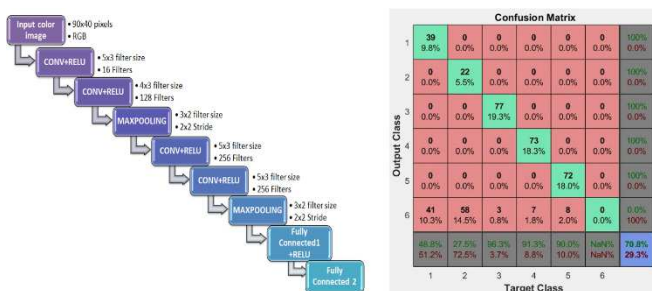 Input color
image
• 90x40 pixels
• RGB
CONV+RELU
• 5x3 filter size
• 16 Filters
CONV+RELU
• 4x3 filter size
• 128 Filters
MAXPOOLING
• 3x2 filter size
• 2x2 Stride
CONV+RELU
• 5x3 filter size
• 256 Filters
CONV+RELU
• 5x3 filter size
• 256 Filters
MAXPOOLING
• 3x2 filter size
• 2x2 Stride
Fully
Connected1
+RELU
Fully
Connected 2
Confusion Matrix
Output Class
1 39 0 0 0 0 0 100%
9.8% 0.0% 0.0% 0.0% 0.0% 0.0% 0.0%
2 0 22 0 0 0 0 100%
0.0% 5.5% 0.0% 0.0% 0.0% 0.0% 0.0%
3 0 0 77 0 0 0 100%
0.0% 0.0% 19.3% 0.0% 0.0% 0.0% 0.0%
4 0 0 0 73 0 0 100%
0.0% 0.0% 0.0% 18.3% 0.0% 0.0% 0.0%
5 0 0 0 0 72 0 100%
0.0% 0.0% 0.0% 0.0% 18.0% 0.0% 0.0%
6 41 58 3 7 8 0 0.0%
10.3% 14.5% 0.8% 1.8% 2.0% 0.0% 100%
48.8% 27.5% 96.3% 91.3% 90.0% NaN% 70.8%
51.2% 72.5% 3.7% 8.8% 10.0% NaN% 29.3%
1 2 3 4 5 6
Target Class